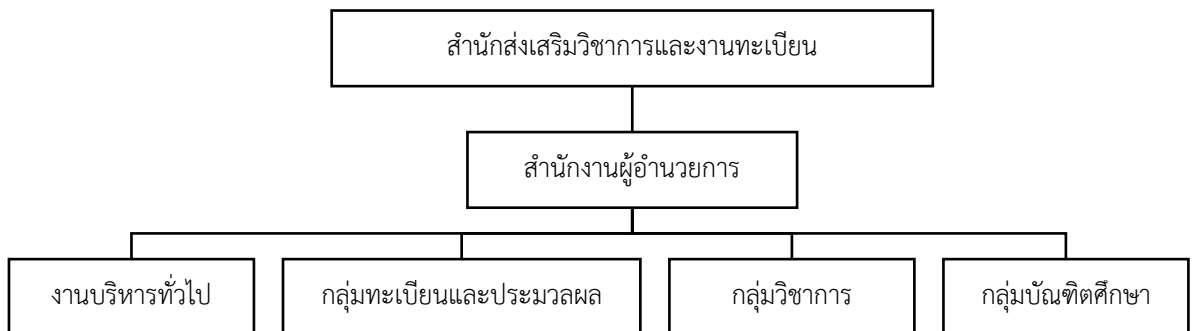 สำนักส่งเสริมวิชาการและงานทะเบียน
สำนักงานผู้อำนวยการ
งานบริหารทั่วไป
กลุ่มทะเบียนและประมวลผล
กลุ่มวิชาการ
กลุ่มบัณฑิตศึกษา